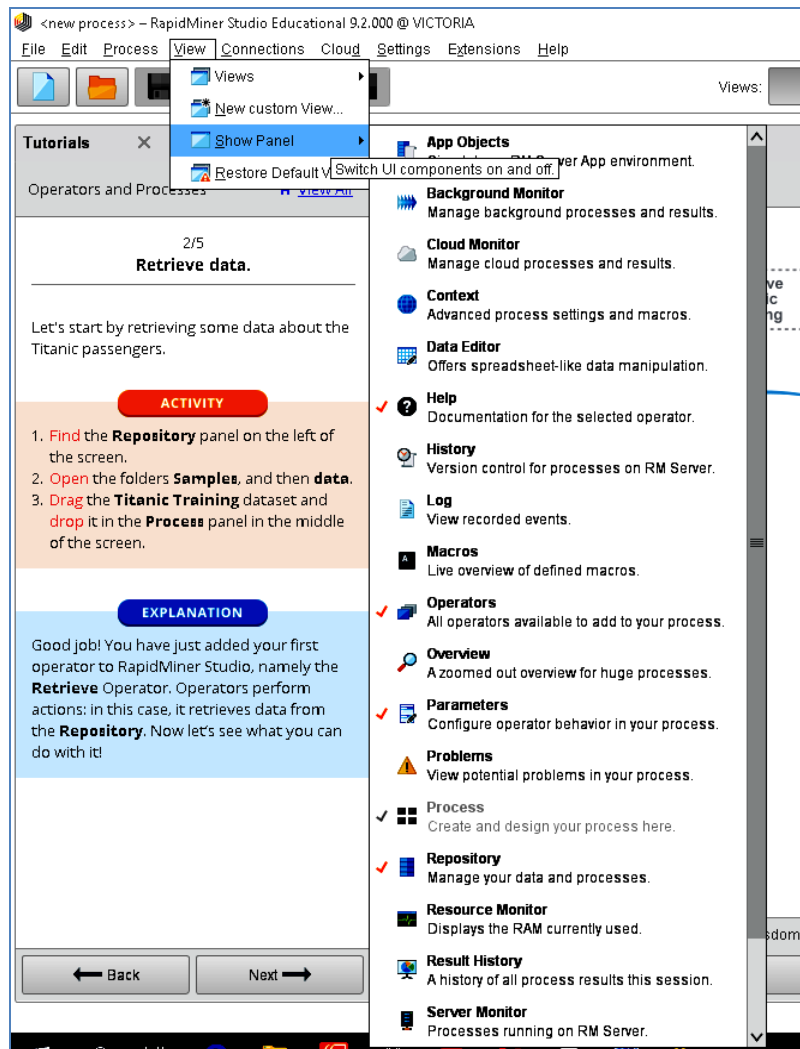 <new process> – RapidMiner Studio Educational 9.2.000 @ VICTORIA
File Edit Process View Connections Cloud Settings Extensions Help
Views:
Views
New custom View...
Show Panel
Restore Default
Switch UI components on and off.
Tutorials
Operators and Processes
View All
2/5
Retrieve data.
Let's start by retrieving some data about the
Titanic passengers.
ACTIVITY
1. Find the Repository panel on the left of
the screen.
2. Open the folders Samples, and then data.
3. Drag the Titanic Training dataset and
drop it in the Process panel in the middle
of the screen.
EXPLANATION
Good job! You have just added your first
operator to RapidMiner Studio, namely the
Retrieve Operator. Operators perform
actions: in this case, it retrieves data from
the Repository. Now let's see what you can
do with it!
Back
Next
App Objects
App environment.
Background Monitor
Manage background processes and results.
Cloud Monitor
Manage cloud processes and results.
Context
Advanced process settings and macros.
Data Editor
Offers spreadsheet-like data manipulation.
Help
Documentation for the selected operator.
History
Version control for processes on RM Server.
Log
View recorded events.
Macros
Live overview of defined macros.
Operators
All operators available to add to your process.
Overview
A zoomed out overview for huge processes.
Parameters
Configure operator behavior in your process.
Problems
View potential problems in your process.
Process
Create and design your process here.
Repository
Manage your data and processes.
Resource Monitor
Displays the RAM currently used.
Result History
A history of all process results this session.
Server Monitor
Processes running on RM Server.
ve
ic
ng
sdom